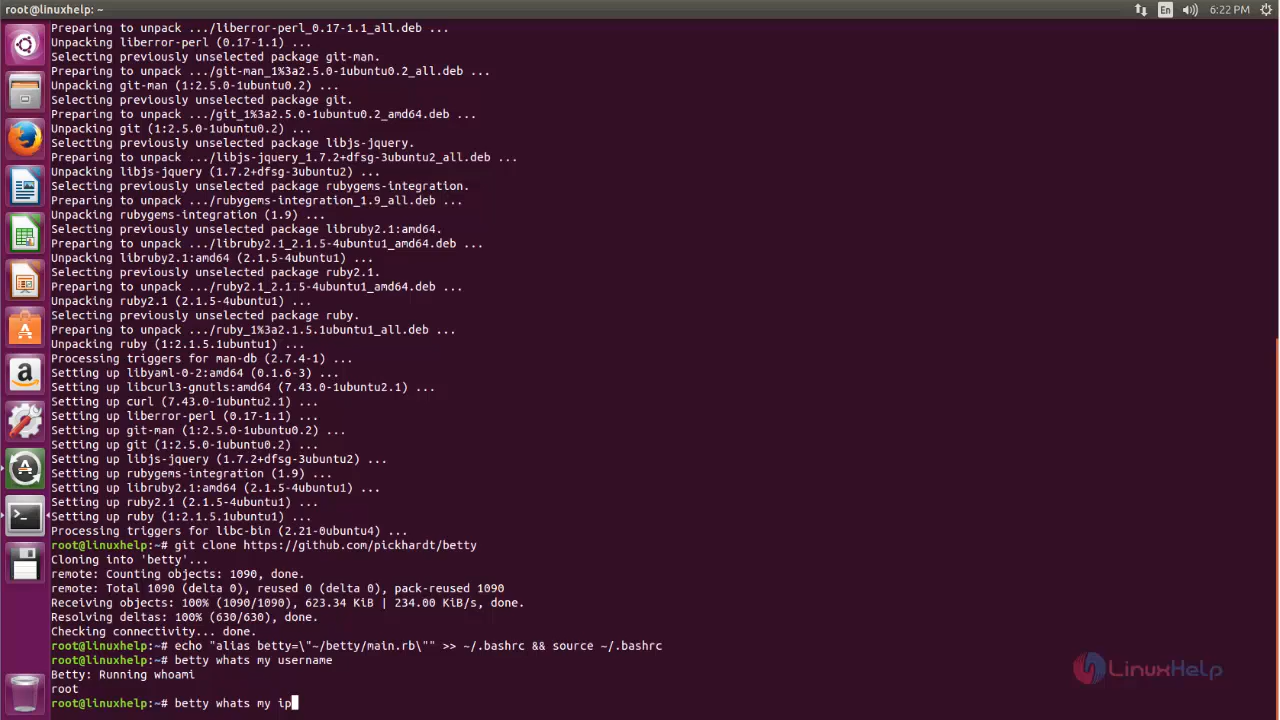 root@linuxhelp: ~
En
6:22 PM
Preparing to unpack .../liberror-perl_0.17-1.1_all.deb ...
Unpacking liberror-perl (0.17-1.1) ...
Selecting previously unselected package git-man.
Preparing to unpack .../git-man_1%3a2.5.0-1ubuntu0.2_all.deb ...
Unpacking git-man (1:2.5.0-1ubuntu0.2) ...
Selecting previously unselected package git.
Preparing to unpack .../git_1%3a2.5.0-1ubuntu0.2_amd64.deb ...
Unpacking git (1:2.5.0-1ubuntu0.2) ...
Selecting previously unselected package libjs-jquery.
Preparing to unpack .../libjs-jquery_1.7.2+dfsg-3ubuntu2_all.deb ...
Unpacking libjs-jquery (1.7.2+dfsg-3ubuntu2) ...
Selecting previously unselected package rubygems-integration.
Preparing to unpack .../rubygems-integration_1.9_all.deb ...
Unpacking rubygems-integration (1.9) ...
Selecting previously unselected package libruby2.1:amd64.
Preparing to unpack .../libruby2.1_2.1.5-4ubuntu1_amd64.deb ...
Unpacking libruby2.1:amd64 (2.1.5-4ubuntu1) ...
Selecting previously unselected package ruby2.1.
Preparing to unpack .../ruby2.1_2.1.5-4ubuntu1_amd64.deb ...
Unpacking ruby2.1 (2.1.5-4ubuntu1) ...
Selecting previously unselected package ruby.
Preparing to unpack .../ruby_1%3a2.1.5.1ubuntu1_all.deb ...
Unpacking ruby (1:2.1.5.1ubuntu1) ...
Processing triggers for man-db (2.7.4-1) ...
Setting up libyaml-0-2:amd64 (0.1.6-3) ...
Setting up libcurl3-gnutls:amd64 (7.43.0-1ubuntu2.1) ...
Setting up curl (7.43.0-1ubuntu2.1) ...
Setting up liberror-perl (0.17-1.1) ...
Setting up git-man (1:2.5.0-1ubuntu0.2) ...
Setting up git (1:2.5.0-1ubuntu0.2) ...
Setting up libjs-jquery (1.7.2+dfsg-3ubuntu2) ...
Setting up rubygems-integration (1.9) ...
Setting up libruby2.1:amd64 (2.1.5-4ubuntu1) ...
Setting up ruby2.1 (2.1.5-4ubuntu1) ...
Setting up ruby (1:2.1.5.1ubuntu1) ...
Processing triggers for libc-bin (2.21-0ubuntu4) ...
root@linuxhelp:~# git clone https://github.com/pickhardt/betty
Cloning into 'betty'...
remote: Counting objects: 1090, done.
remote: Total 1090 (delta 0), reused 0 (delta 0), pack-reused 1090
Receiving objects: 100% (1090/1090), 623.34 KiB | 234.00 KiB/s, done.
Resolving deltas: 100% (630/630), done.
Checking connectivity... done.
root@linuxhelp:~# echo "alias betty=\"~/betty/main.rb\"" >> ~/.bashrc && source ~/.bashrc
root@linuxhelp:~# betty whats my username
Betty: Running whoami
root
root@linuxhelp:~# betty whats my ip
LinuxHelp